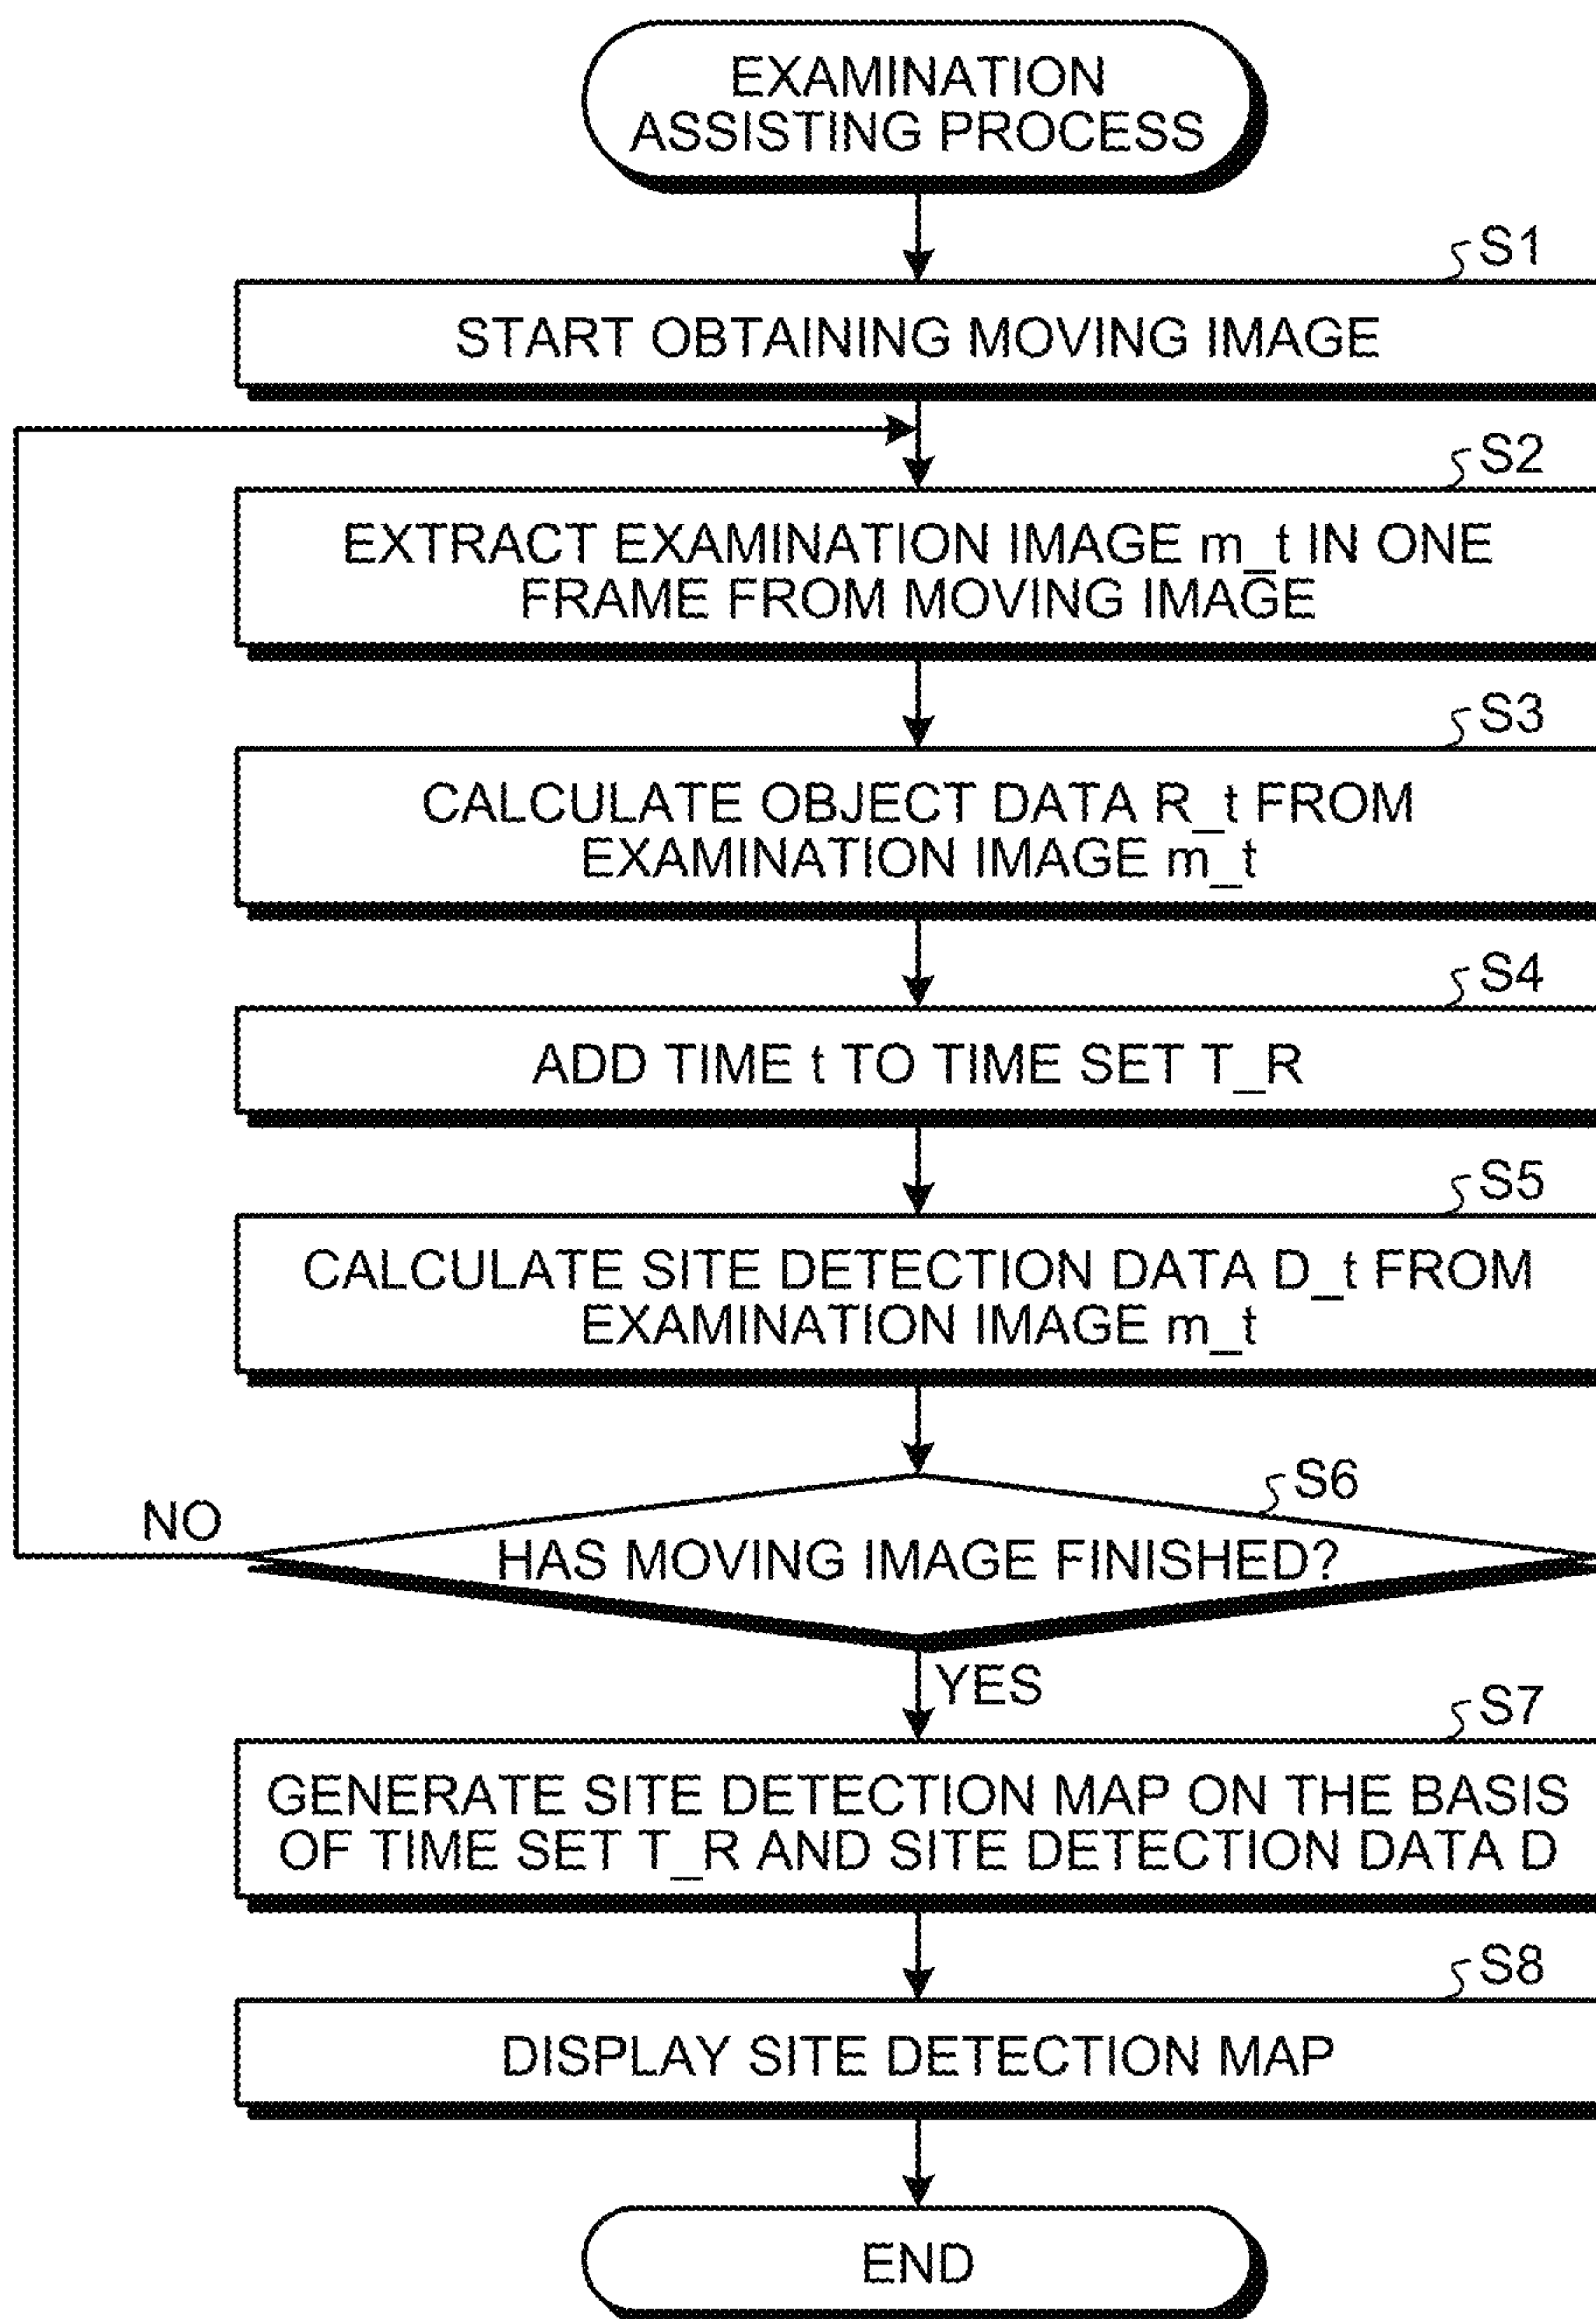 EXAMINATION
ASSISTING PROCESS
S1
START OBTAINING MOVING IMAGE
S2
EXTRACT EXAMINATION IMAGE m_t IN ONE
FRAME FROM MOVING IMAGE
S3
CALCULATE OBJECT DATA R_t FROM
EXAMINATION IMAGE m_t
S4
ADD TIME t TO TIME SET T_R
S5
CALCULATE SITE DETECTION DATA D_t FROM
EXAMINATION IMAGE m_t
S6
NO
HAS MOVING IMAGE FINISHED?
YES
S7
GENERATE SITE DETECTION MAP ON THE BASIS
OF TIME SET T_R AND SITE DETECTION DATA D
S8
DISPLAY SITE DETECTION MAP
END